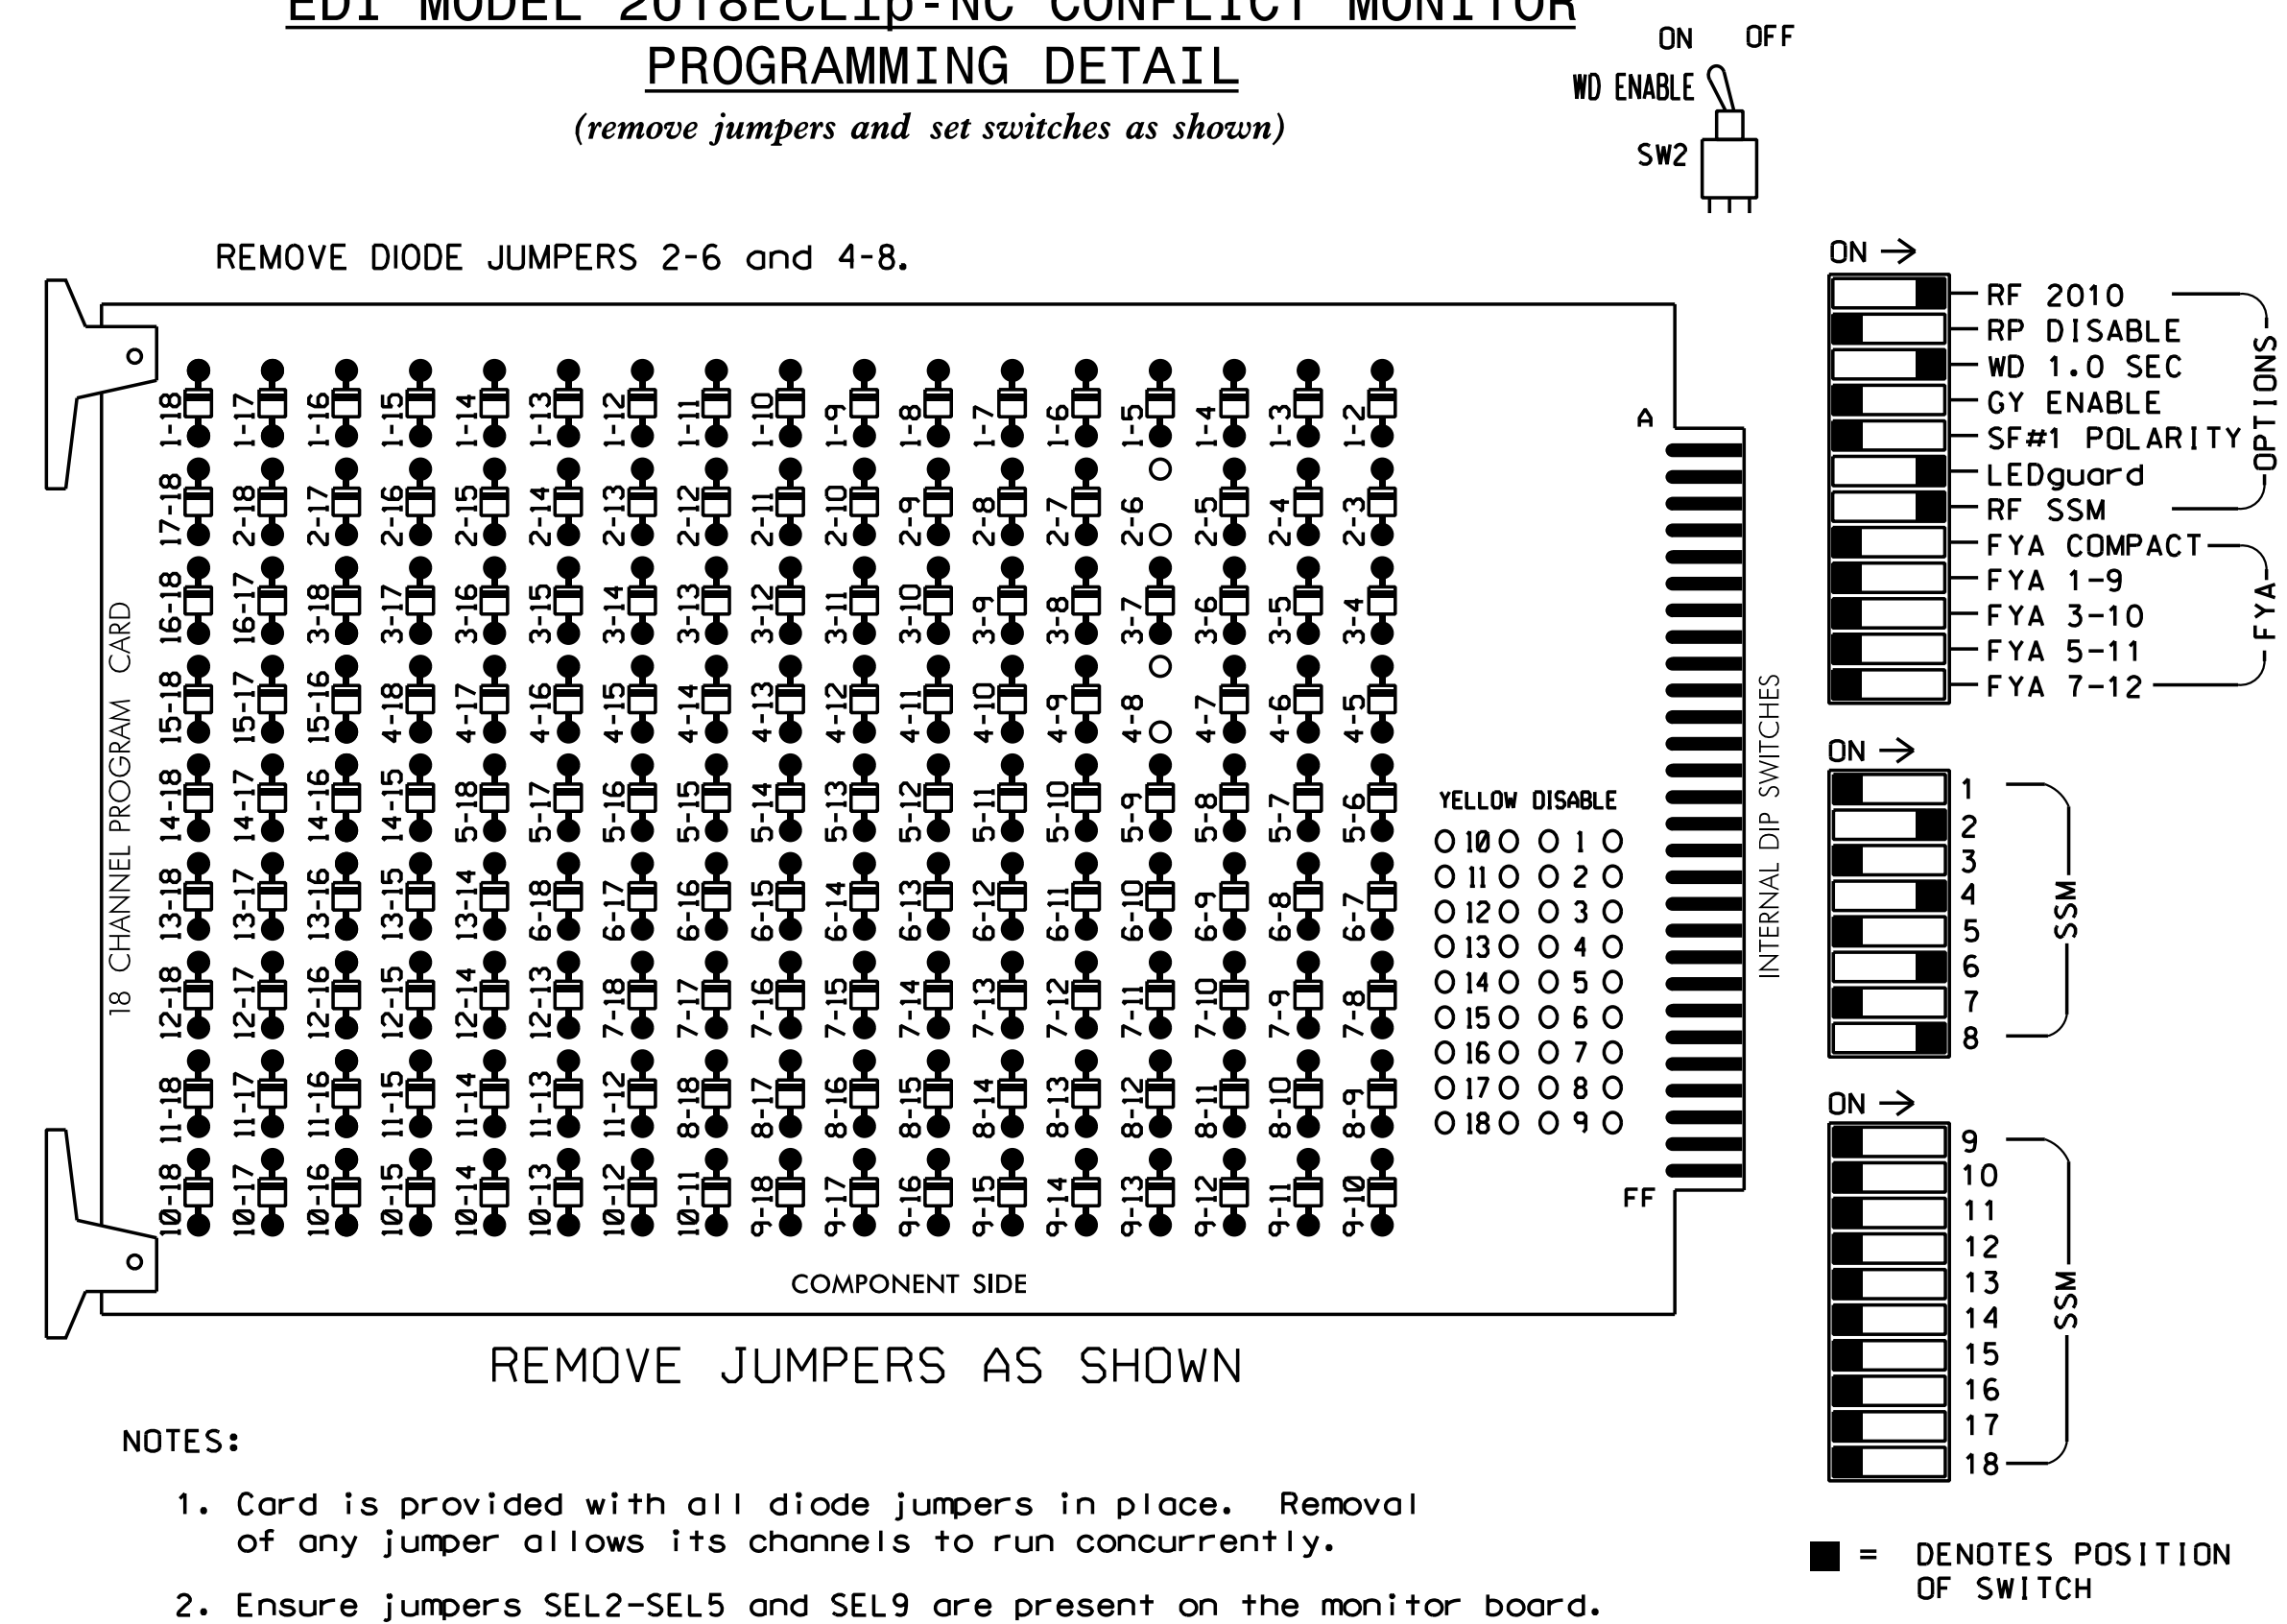 EDI MODEL 2018ECLip-NC CONFLICT MONITOR
PROGRAMMING DETAIL
(remove jumpers and set switches as shown)
ON OFF
WD ENABLE
SW2
REMOVE DIODE JUMPERS 2-6 and 4-8.
18 CHANNEL PROGRAM CARD
1-18 1-17 1-16 1-15 1-14 1-13 1-12 1-11 1-10 1-9 1-8 1-7 1-6 1-5 1-4 1-3 1-2
17-18 2-18 2-17 2-16 2-15 2-14 2-13 2-12 2-11 2-10 2-9 2-8 2-7 2-6 2-5 2-4 2-3
16-18 16-17 3-18 3-17 3-16 3-15 3-14 3-13 3-12 3-11 3-10 3-9 3-8 3-7 3-6 3-5 3-4
15-18 15-17 15-16 4-18 4-17 4-16 4-15 4-14 4-13 4-12 4-11 4-10 4-9 4-8 4-7 4-6 4-5
14-18 14-17 14-16 14-15 5-18 5-17 5-16 5-15 5-14 5-13 5-12 5-11 5-10 5-9 5-8 5-7 5-6
13-18 13-17 13-16 13-15 13-14 6-18 6-17 6-16 6-15 6-14 6-13 6-12 6-11 6-10 6-9 6-8 6-7
12-18 12-17 12-16 12-15 12-14 12-13 7-18 7-17 7-16 7-15 7-14 7-13 7-12 7-11 7-10 7-9 7-8
11-18 11-17 11-16 11-15 11-14 11-13 11-12 8-18 8-17 8-16 8-15 8-14 8-13 8-12 8-11 8-10 8-9
10-18 10-17 10-16 10-15 10-14 10-13 10-12 10-11 9-18 9-17 9-16 9-15 9-14 9-13 9-12 9-11 9-10
A
YELLOW DISABLE
10 1
11 2
12 3
13 4
14 5
15 6
16 7
17 8
18 9
FF
COMPONENT SIDE
INTERNAL DIP SWITCHES
ON
RF 2010
RP DISABLE
WD 1.0 SEC
GY ENABLE
SF#1 POLARITY
LEDguard
RF SSM
OPTIONS
FYA COMPACT
FYA 1-9
FYA 3-10
FYA 5-11
FYA 7-12
FYA
ON
1
2
3
4
5
6
7
8
SSM
ON
9
10
11
12
13
14
15
16
17
18
SSM
REMOVE JUMPERS AS SHOWN
NOTES:
1. Card is provided with all diode jumpers in place. Removal
of any jumper allows its channels to run concurrently.
2. Ensure jumpers SEL2-SEL5 and SEL9 are present on the monitor board.
= DENOTES POSITION
OF SWITCH